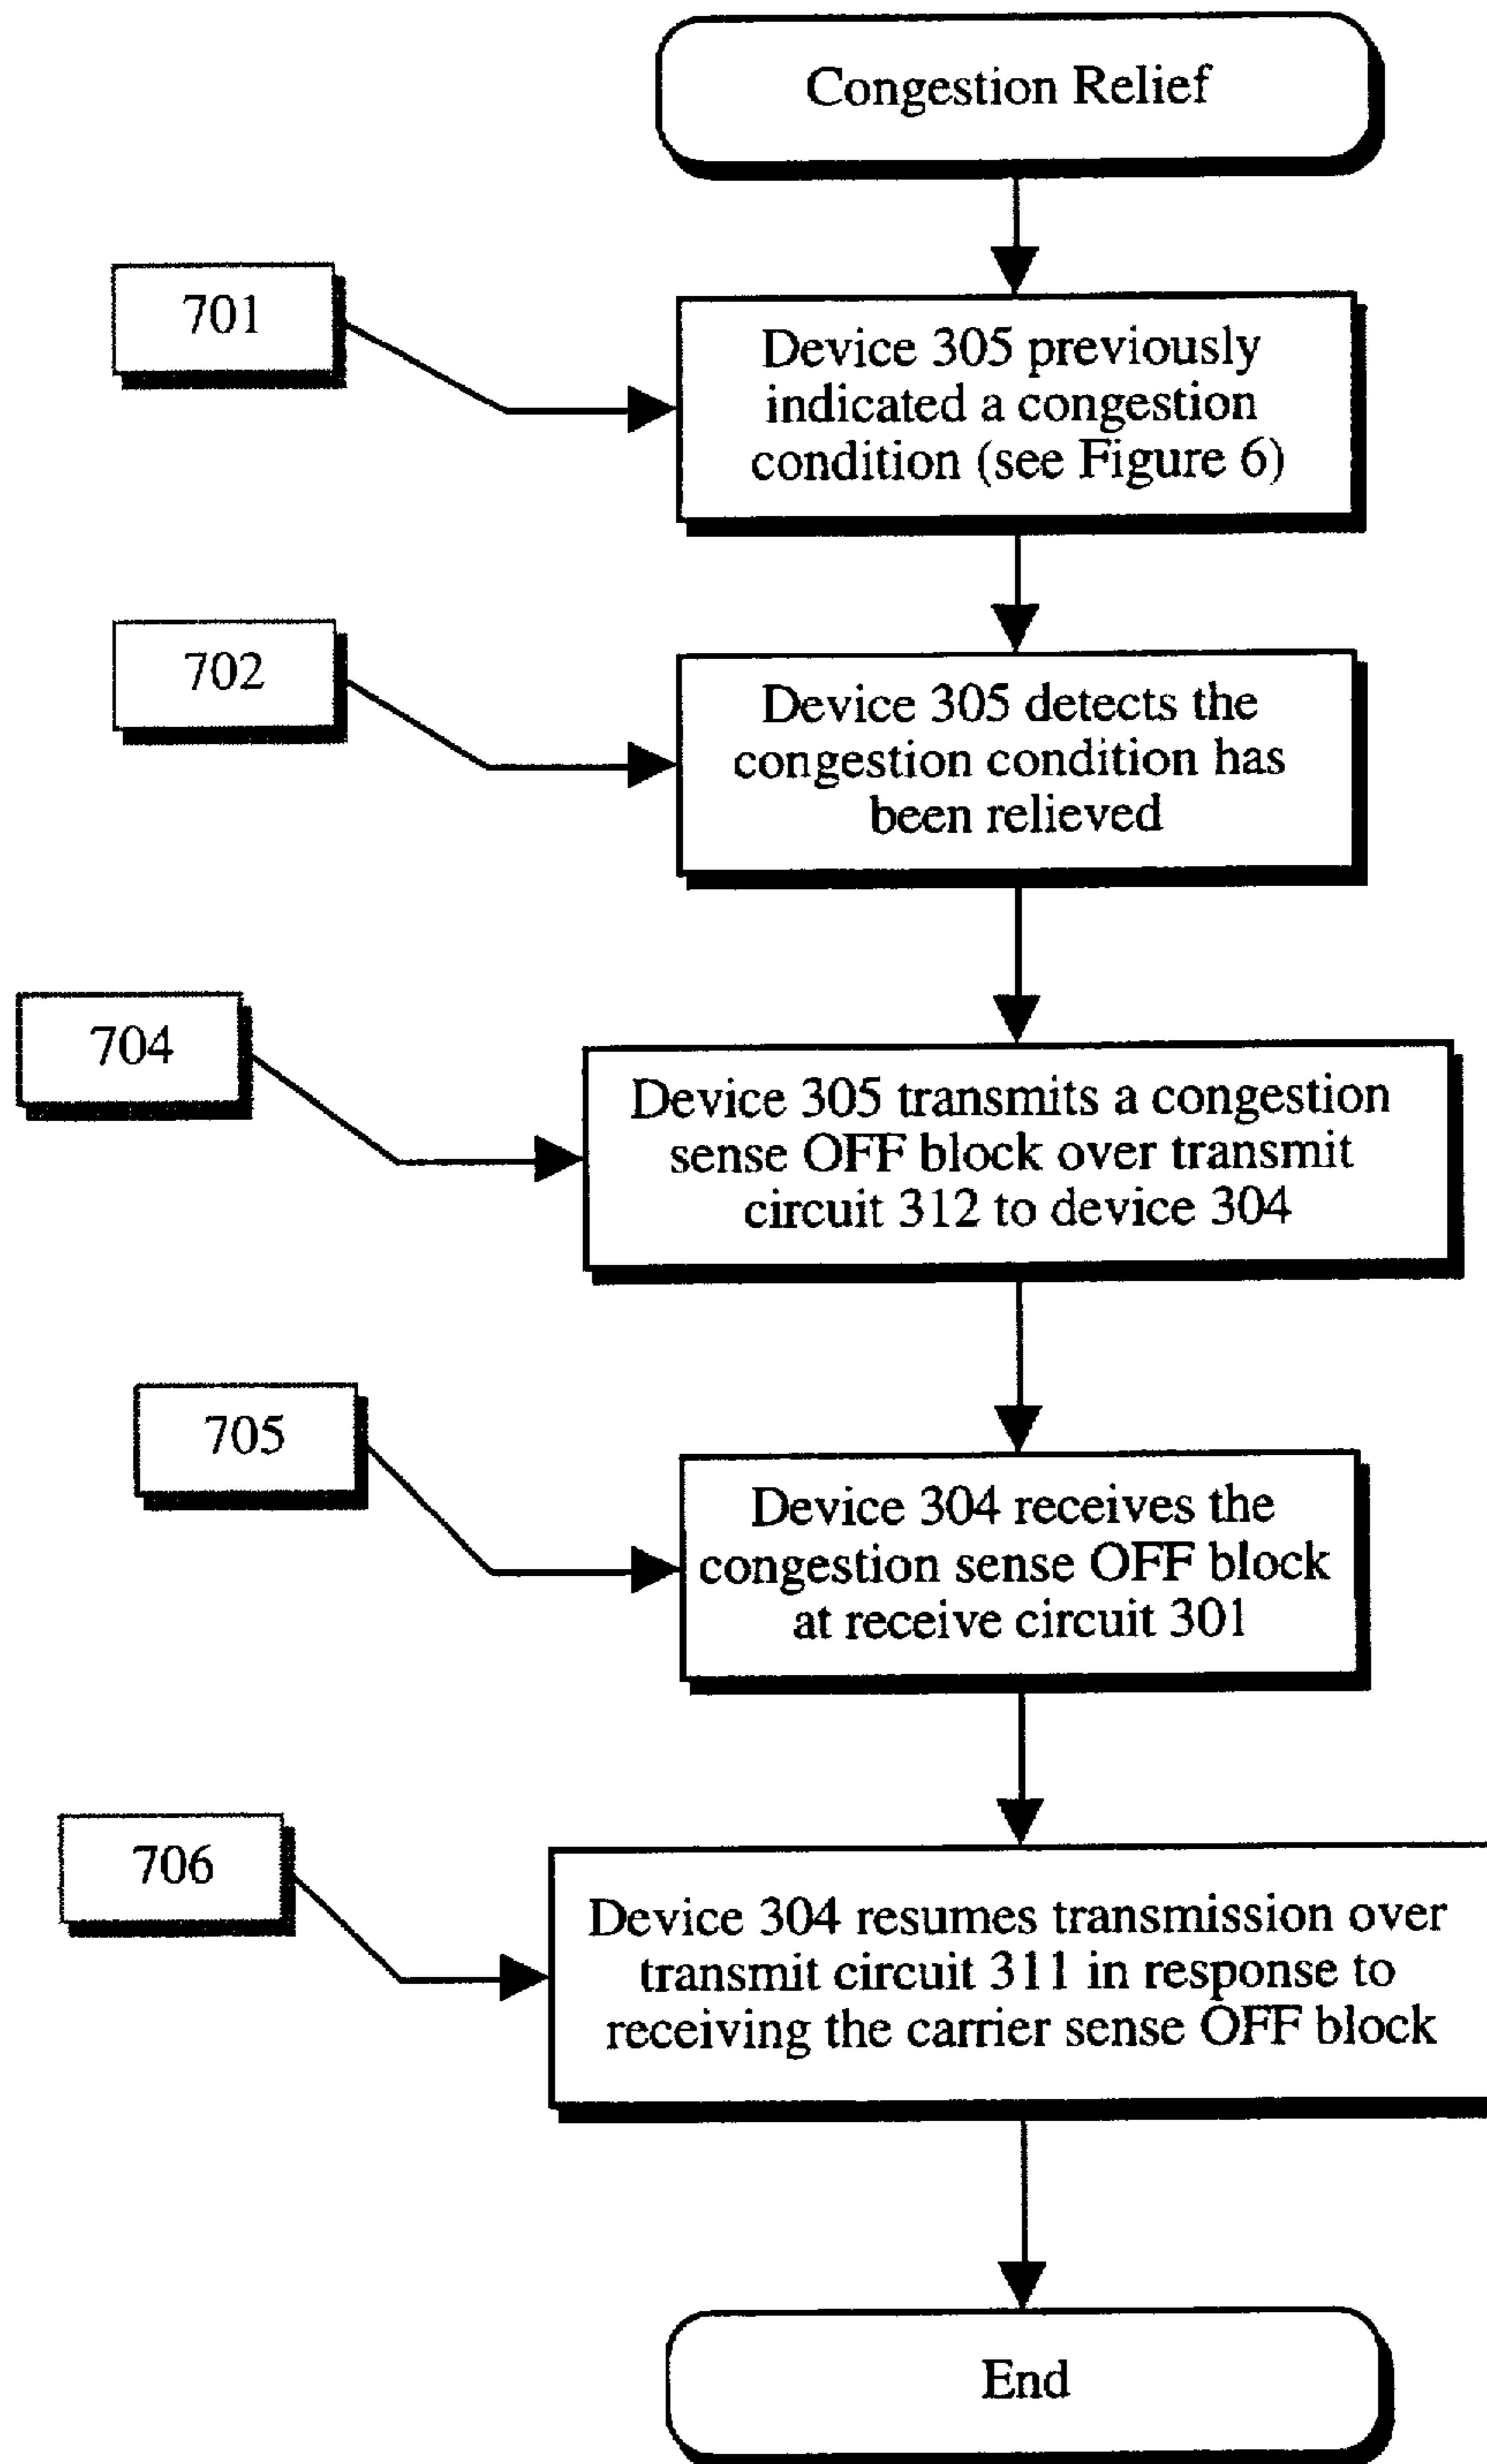 Congestion Relief
701
Device 305 previously
indicated a congestion
condition (see Figure 6)
702
Device 305 detects the
congestion condition has
been relieved
704
Device 305 transmits a congestion
sense OFF block over transmit
circuit 312 to device 304
705
Device 304 receives the
congestion sense OFF block
at receive circuit 301
706
Device 304 resumes transmission over
transmit circuit 311 in response to
receiving the carrier sense OFF block
End